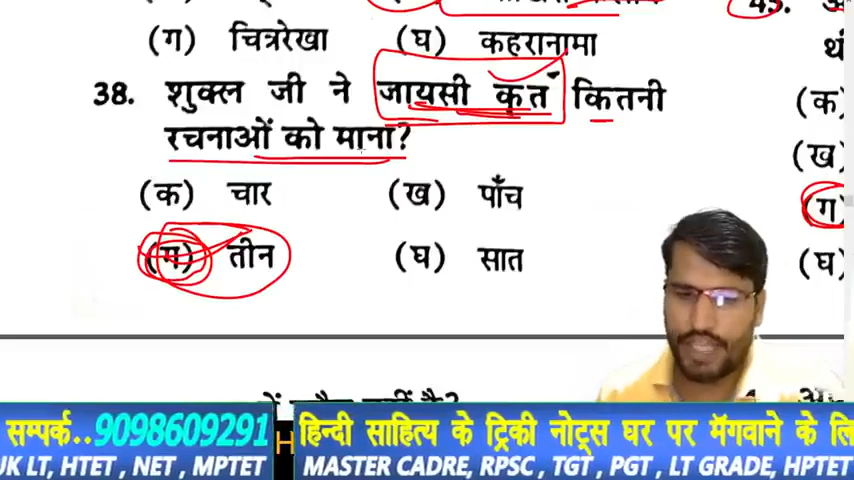 45.
(ग) चित्ररेखा (घ) कहरानामा
38. शुक्ल जी ने जायसी कृत कितनी
रचनाओं को माना?
(क) चार (ख) पाँच
(ग) तीन (घ) सात
थं
(क)
(ख)
(ग)
(घ)
सम्पर्क..9098609291 हिन्दी साहित्य के ट्रिकी नोट्स घर पर मॅगवाने के लि
UK LT, HTET , NET , MPTET H MASTER CADRE, RPSC , TGT , PGT , LT GRADE, HPTET